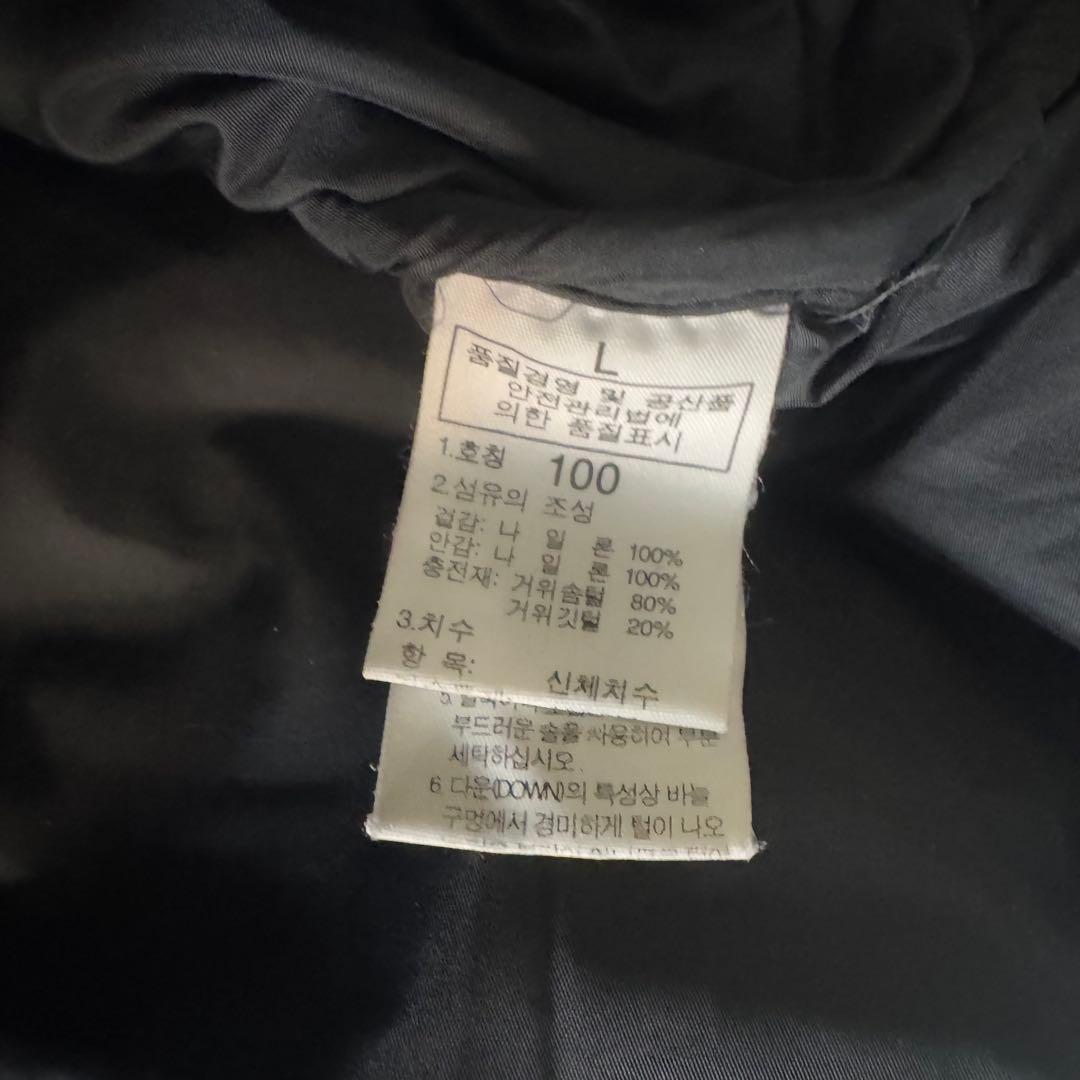 L
품질경영 및 공산품
안전관리법에
의한 품질표시
1.호칭 100
2.섬유의 조성
겉감: 나 일 론 100%
안감: 나 일 론 100%
충전재: 거위솜털 80%
거위깃털 20%
3.치수
항 목: 신체치수
부드러운 솔을 사용하여 부분
세탁하십시오.
6.다운(DOWN)의 특성상 바늘
구멍에서 경미하게 털이 나오